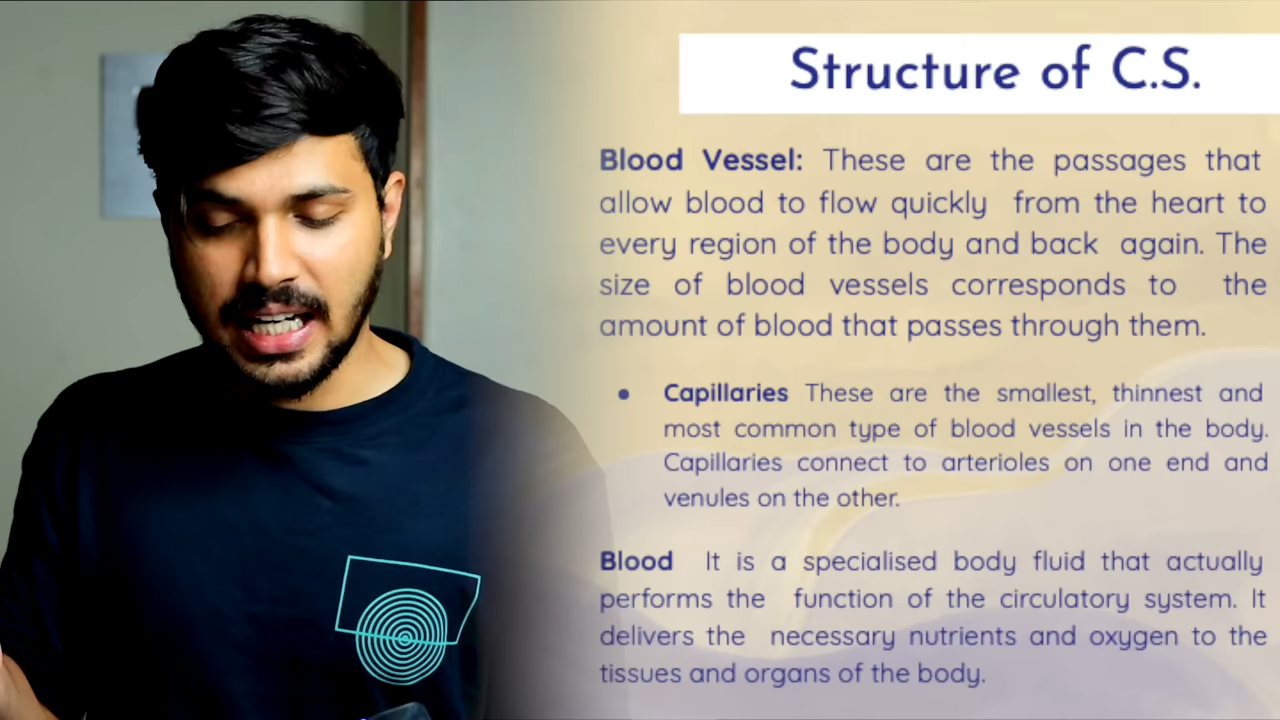 Structure of C.S.
Blood Vessel: These are the passages that
allow blood to flow quickly from the heart to
every region of the body and back again. The
size of blood vessels corresponds to the
amount of blood that passes through them.
• Capillaries These are the smallest, thinnest and
most common type of blood vessels in the body.
Capillaries connect to arterioles on one end and
venules on the other.
Blood It is a specialised body fluid that actually
performs the function of the circulatory system. It
delivers the necessary nutrients and oxygen to the
tissues and organs of the body.